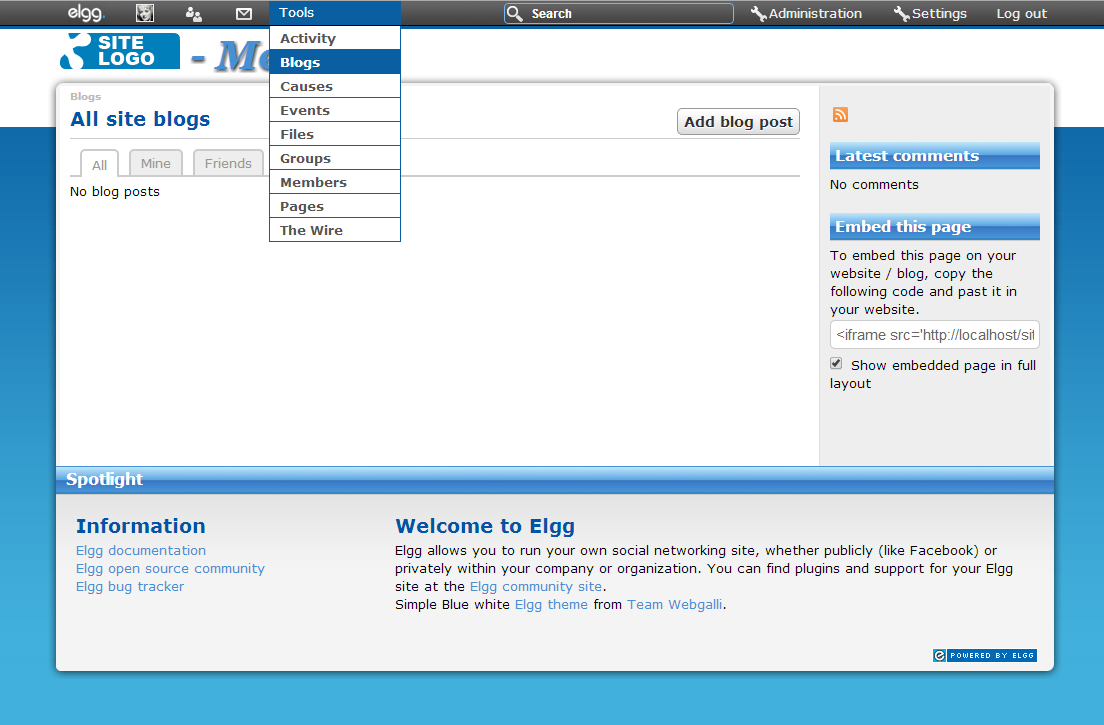 elgg.
Tools
Search
Administration
Settings
Log out
SITE
LOGO
- Me
Activity
Blogs
Causes
Events
Files
Groups
Members
Pages
The Wire
Blogs
All site blogs
Add blog post
All
Mine
Friends
No blog posts
Latest comments
No comments
Embed this page
To embed this page on your
website / blog, copy the
following code and past it in
your website.
<iframe src='http://localhost/sit
Show embedded page in full
layout
Spotlight
Information
Elgg documentation
Elgg open source community
Elgg bug tracker
Welcome to Elgg
Elgg allows you to run your own social networking site, whether publicly (like Facebook) or
privately within your company or organization. You can find plugins and support for your Elgg
site at the Elgg community site.
Simple Blue white Elgg theme from Team Webgalli.
POWERED BY ELGG